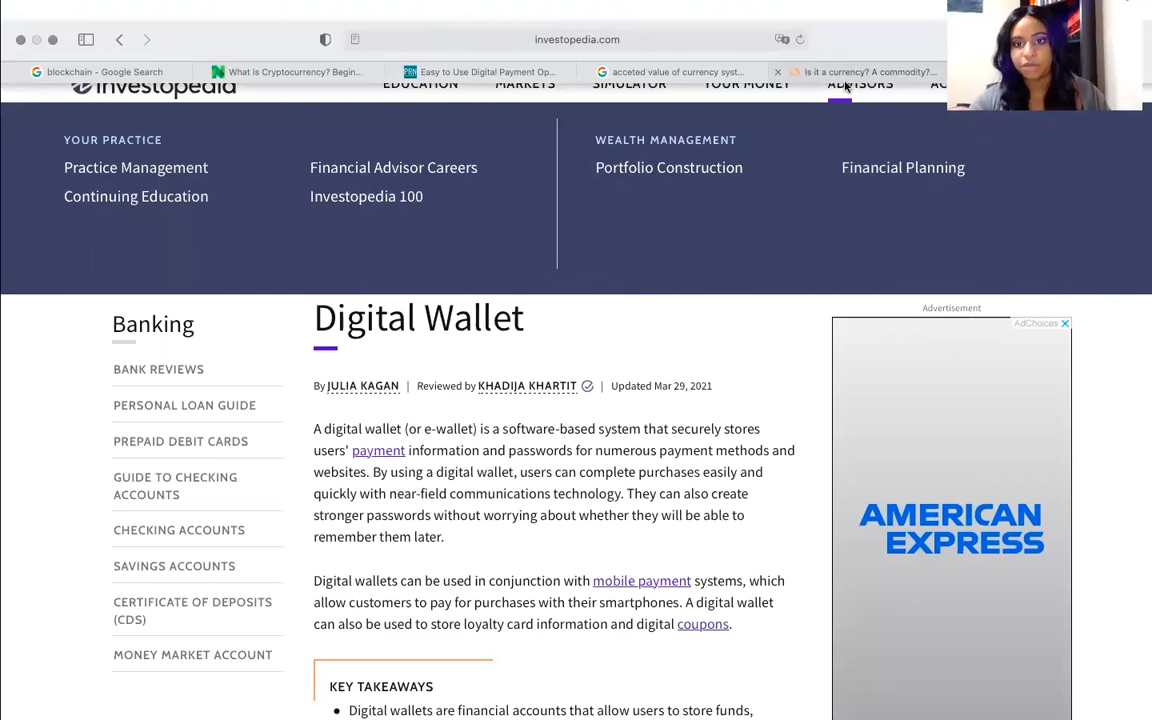 investopedia.com
blockchain - Google Search
What Is Cryptocurrency? Begin...
Easy to Use Digital Payment Op...
acceted value of currency syst...
Is it a currency? A commodity?...
Investopedia
EDUCATION
MARKETS
SIMULATOR
YOUR MONEY
ADVISORS
YOUR PRACTICE
Practice Management
Financial Advisor Careers
Continuing Education
Investopedia 100
WEALTH MANAGEMENT
Portfolio Construction
Financial Planning
Banking
BANK REVIEWS
PERSONAL LOAN GUIDE
PREPAID DEBIT CARDS
GUIDE TO CHECKING
ACCOUNTS
CHECKING ACCOUNTS
SAVINGS ACCOUNTS
CERTIFICATE OF DEPOSITS
(CDS)
MONEY MARKET ACCOUNT
Digital Wallet
By JULIA KAGAN | Reviewed by KHADIJA KHARTIT | Updated Mar 29, 2021
A digital wallet (or e-wallet) is a software-based system that securely stores
users' payment information and passwords for numerous payment methods and
websites. By using a digital wallet, users can complete purchases easily and
quickly with near-field communications technology. They can also create
stronger passwords without worrying about whether they will be able to
remember them later.
Digital wallets can be used in conjunction with mobile payment systems, which
allow customers to pay for purchases with their smartphones. A digital wallet
can also be used to store loyalty card information and digital coupons.
KEY TAKEAWAYS
• Digital wallets are financial accounts that allow users to store funds,
Advertisement
AdChoices
AMERICAN
EXPRESS